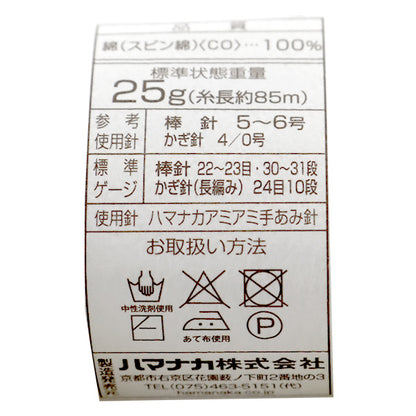 品質
綿(スピン綿)〈CO〉…100%
標準状態重量
25g(糸長約85m)
参考使用針 棒針 5〜6号
かぎ針 4/0号
標準ゲージ 棒針 22〜23目・30〜31段
かぎ針(長編み) 24目10段
使用針 ハマナカアミアミ手あみ針
お取扱い方法
中性洗剤使用
あて布使用
P
製造発売元 ハマナカ株式会社
京都市右京区花園薮ノ下町2番地の3
TEL(075)463-5151(代)
hamanaka.co.jp